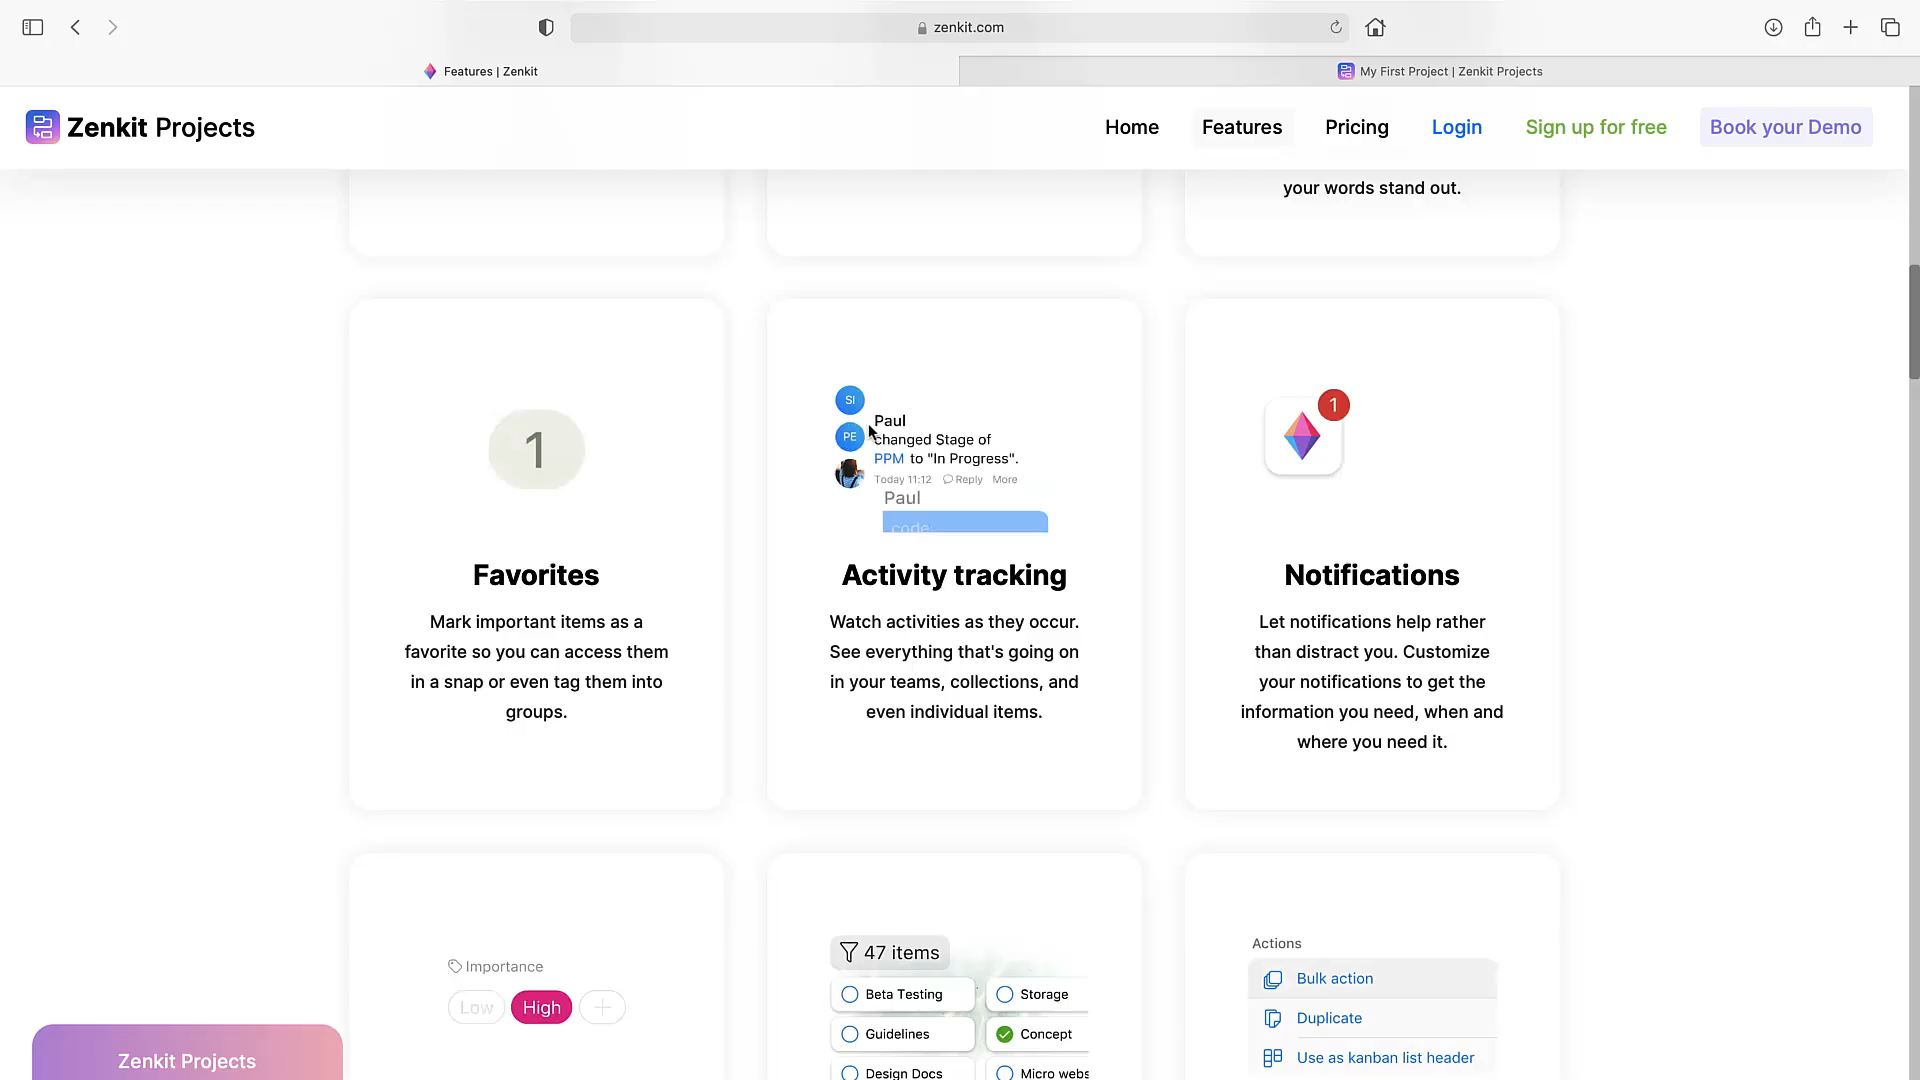 zenkit.com
Features | Zenkit
My First Project | Zenkit Projects
Zenkit Projects
Home
Features
Pricing
Login
Sign up for free
Book your Demo
your words stand out.
1
SI
PE
Paul
changed Stage of
PPM to "In Progress".
Today 11:12 Reply More
Paul
code
1
Favorites
Mark important items as a
favorite so you can access them
in a snap or even tag them into
groups.
Activity tracking
Watch activities as they occur.
See everything that's going on
in your teams, collections, and
even individual items.
Notifications
Let notifications help rather
than distract you. Customize
your notifications to get the
information you need, when and
where you need it.
Importance
Low High
47 items
Beta Testing
Storage
Guidelines
Concept
Design Docs
Micro webs
Actions
Bulk action
Duplicate
Use as kanban list header
Zenkit Projects